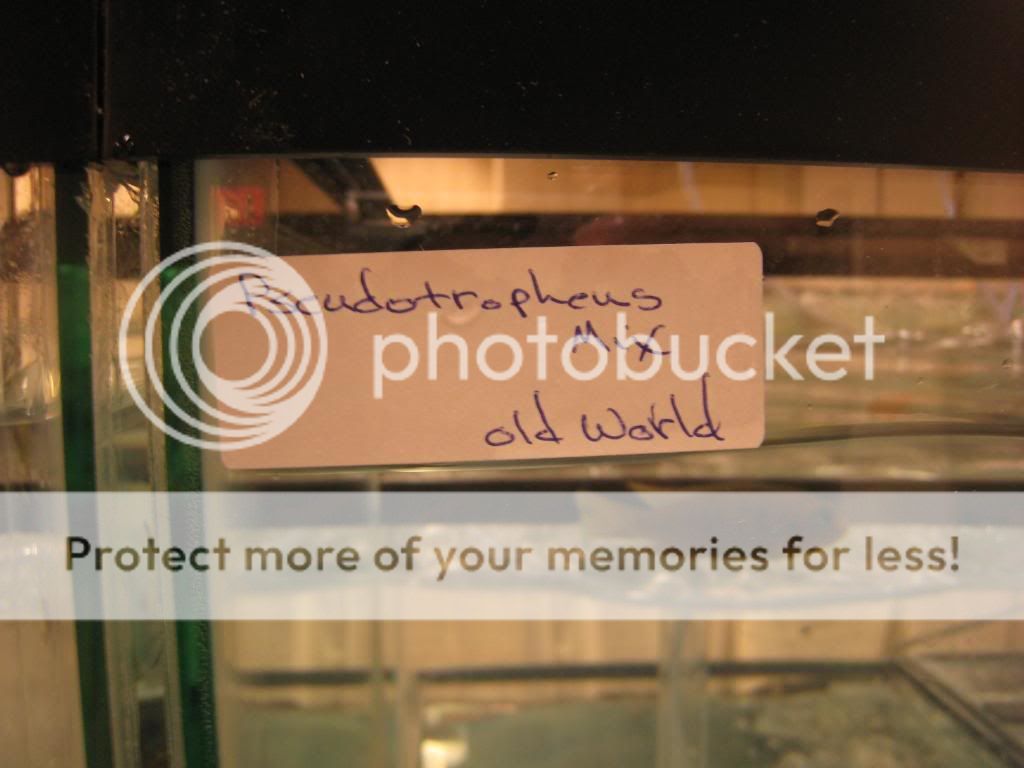 Pseudotropheus
Mix
photobucket
old World
Protect more of your memories for less!